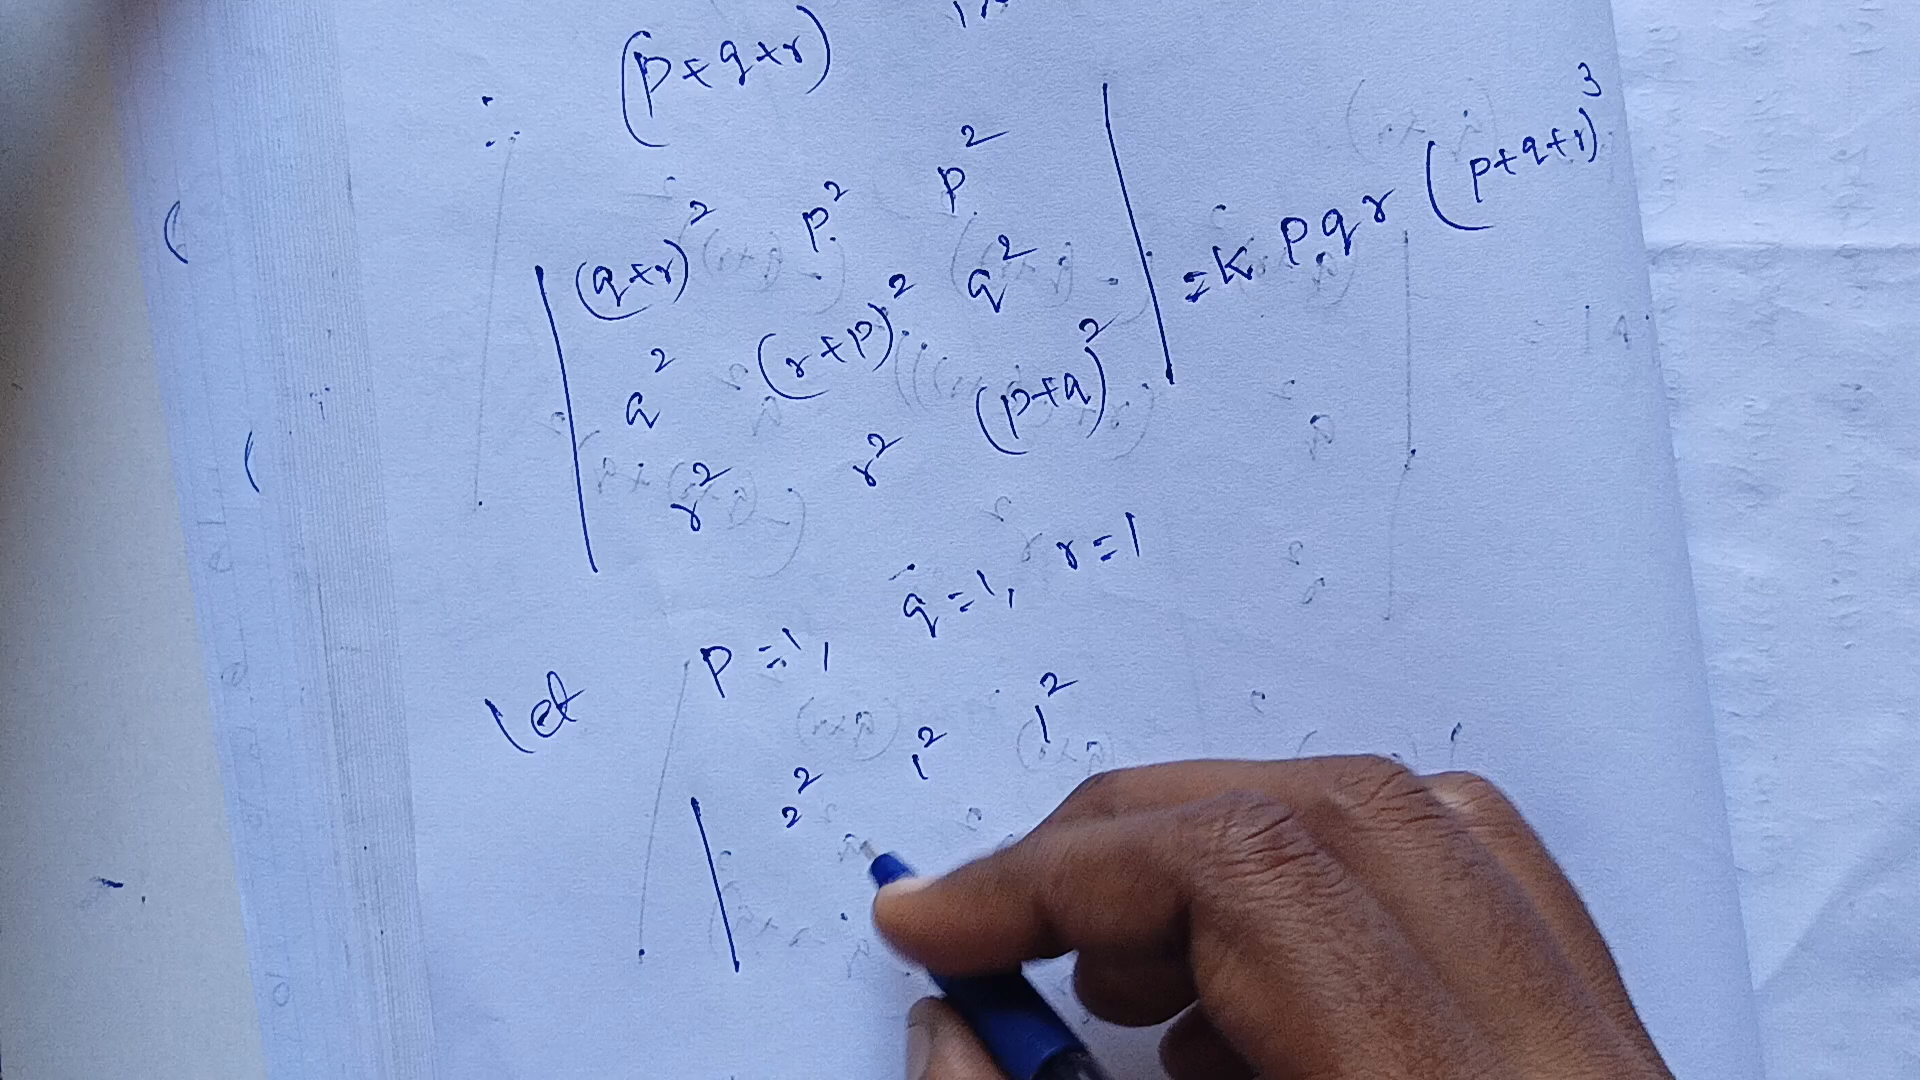 ∴ (p+q+r)
| (q+r)² p² p² |
| q² (r+p)² q² | = K pqr (p+q+r)³
| r² r² (p+q)² |
let p=1, q=1, r=1
| 2² 1² 1²